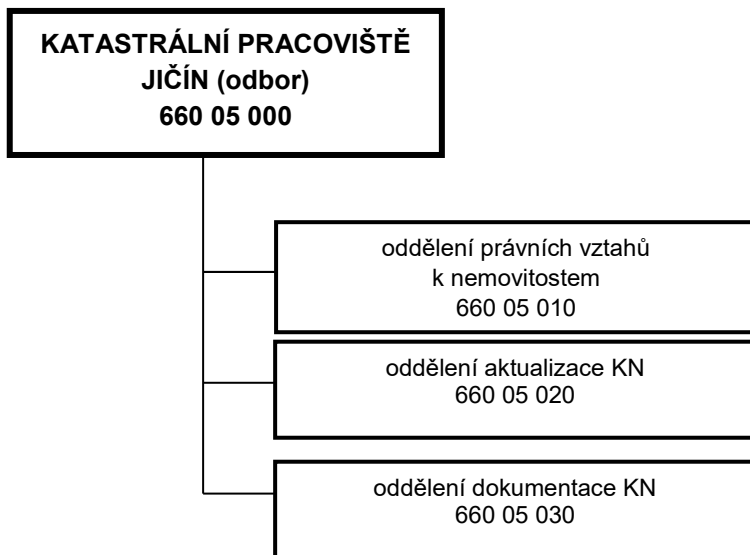 KATASTRÁLNÍ PRACOVIŠTĚ
JIČÍN (odbor)
660 05 000
oddělení právních vztahů
k nemovitostem
660 05 010
oddělení aktualizace KN
660 05 020
oddělení dokumentace KN
660 05 030